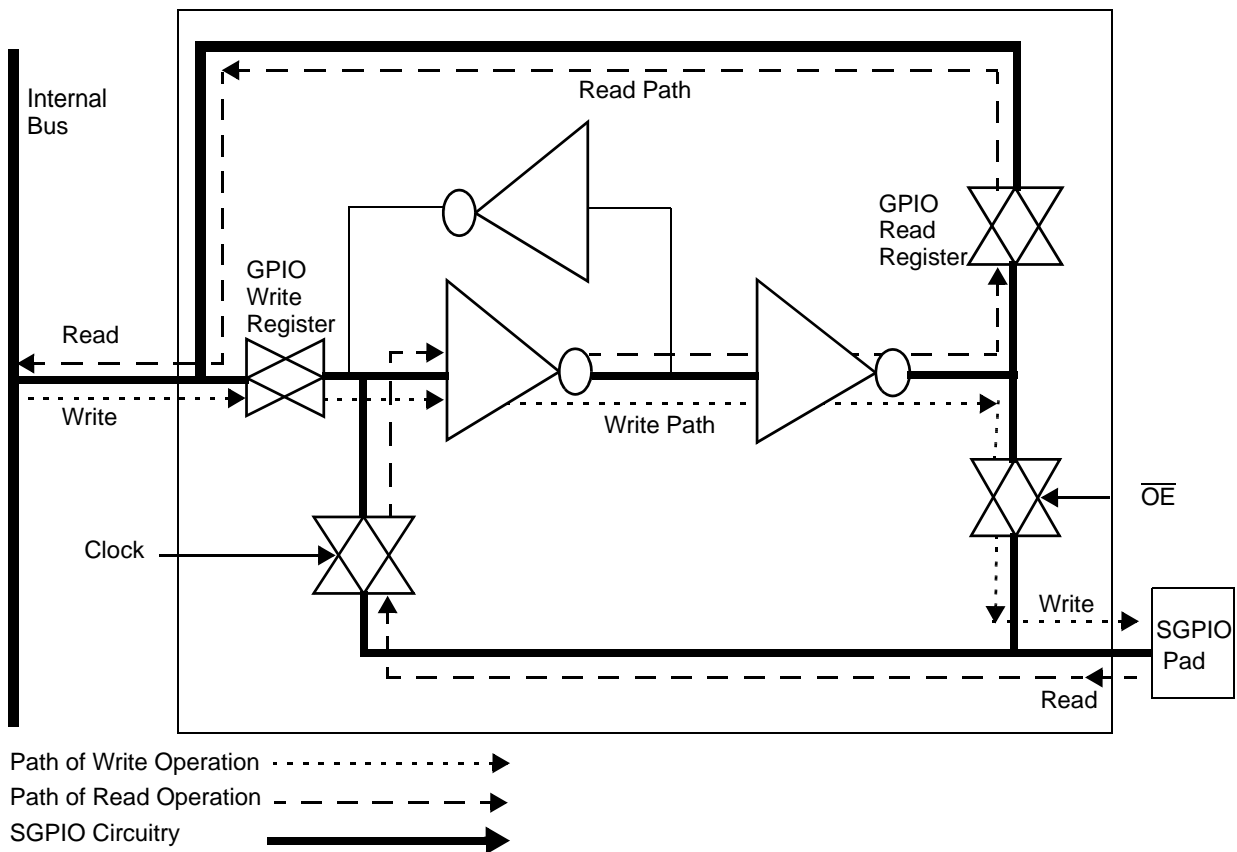 Internal
Bus
Read Path
GPIO
Read
Register
GPIO
Write
Register
Read
Write
Write Path
O̅E̅
Clock
Write
SGPIO
Pad
Read
Path of Write Operation
Path of Read Operation
SGPIO Circuitry